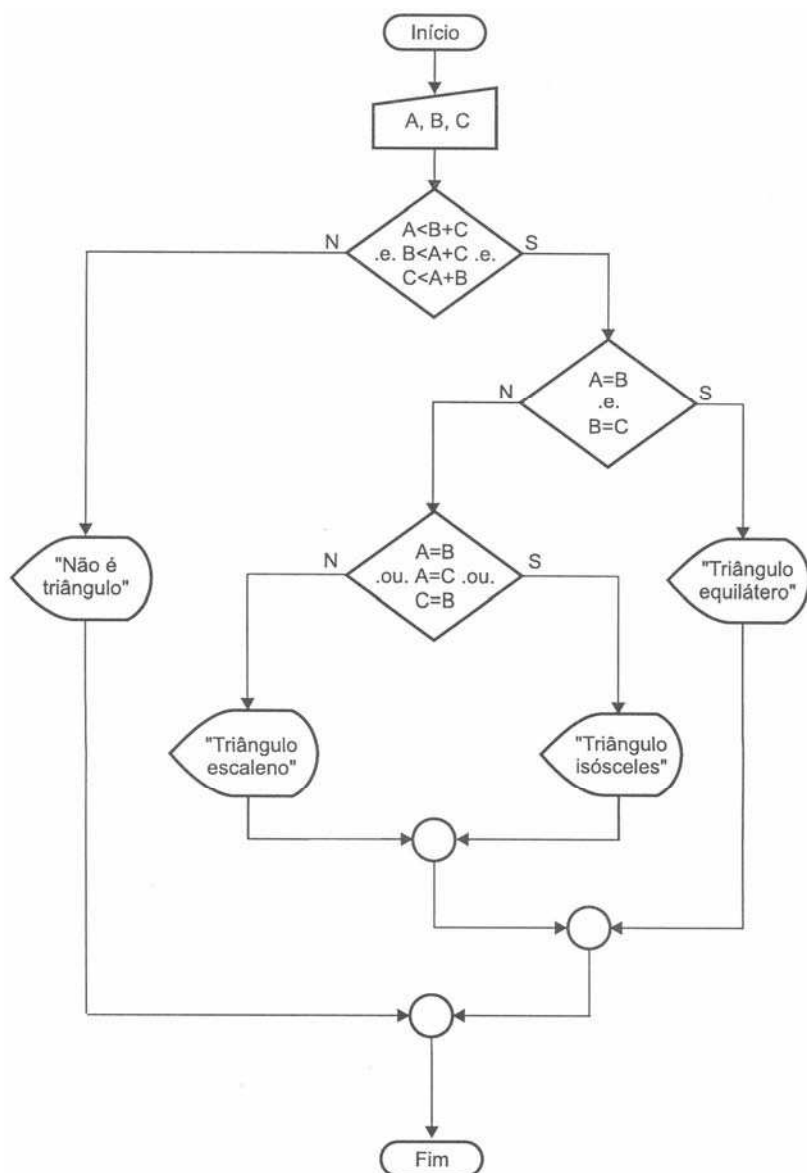 Início
A, B, C
A<B+C
.e. B<A+C .e.
C<A+B
N
S
A=B
.e.
B=C
N
S
"Não é
triângulo"
A=B
.ou. A=C .ou.
C=B
N
S
"Triângulo
equilátero"
"Triângulo
escaleno"
"Triângulo
isósceles"
Fim